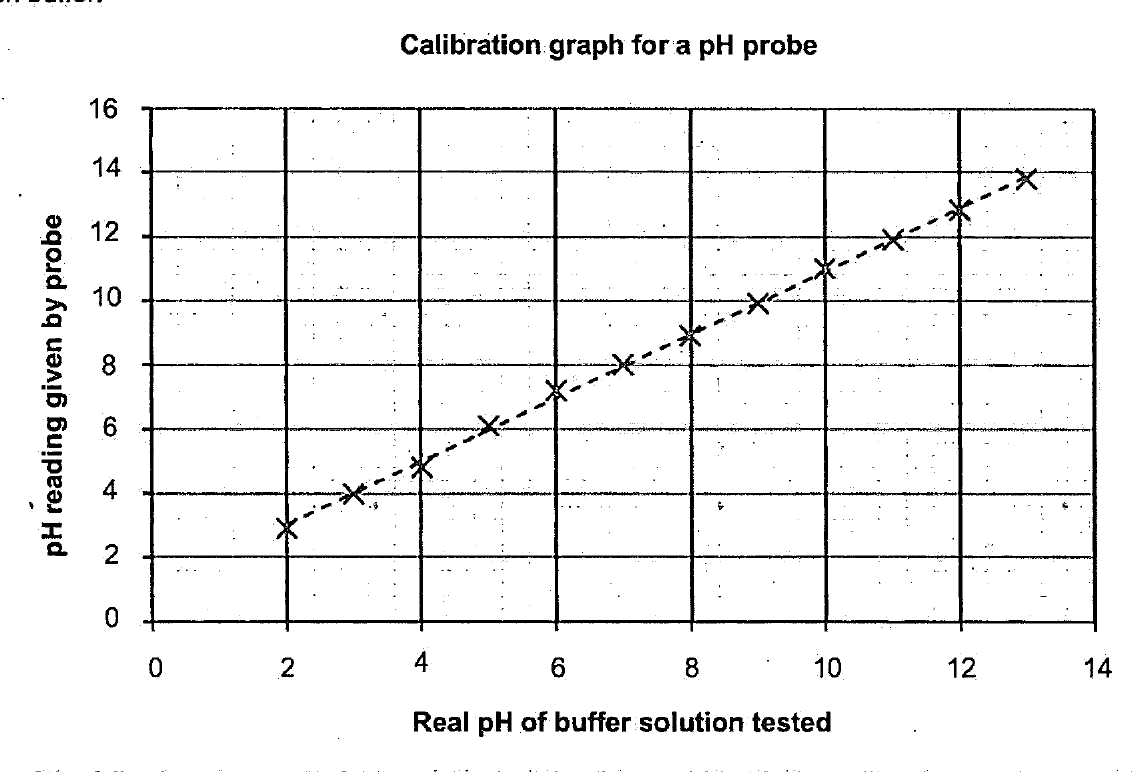 Calibration graph for a pH probe
16
14
12
10
8
6
4
2
0
pH reading given by probe
0 2 4 6 8 10 12 14
Real pH of buffer solution tested